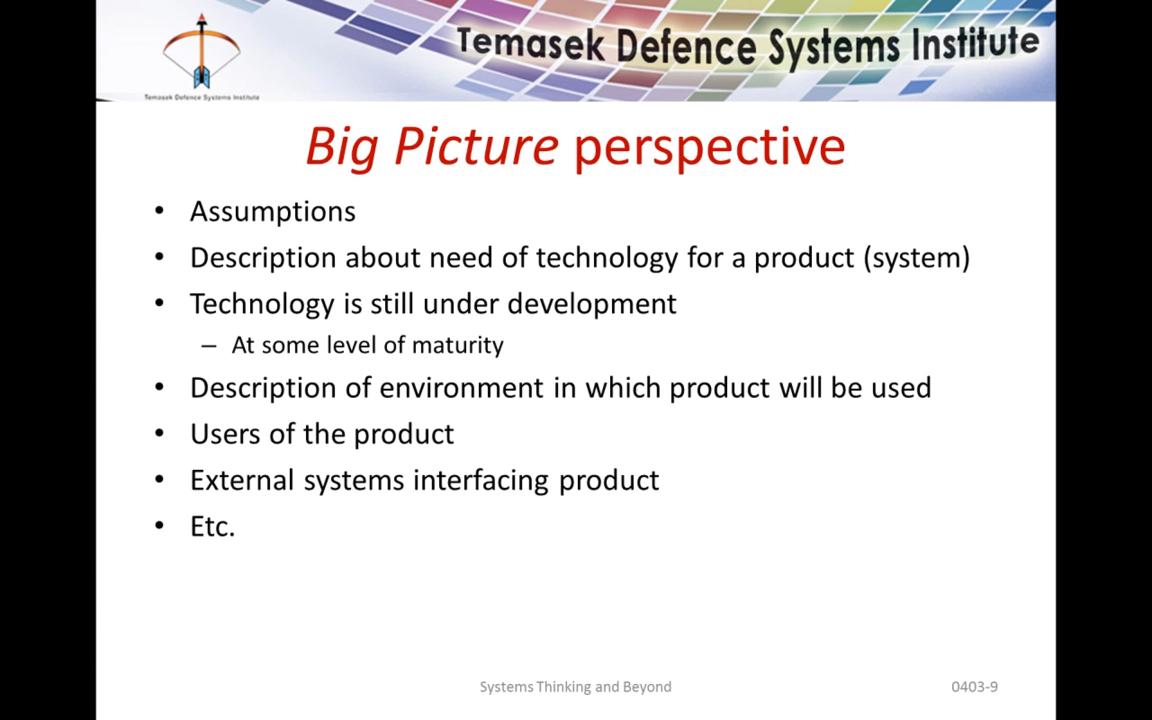 Temasek Defence Systems Institute
Temasek Defence Systems Institute
Big Picture perspective
• Assumptions
• Description about need of technology for a product (system)
• Technology is still under development
– At some level of maturity
• Description of environment in which product will be used
• Users of the product
• External systems interfacing product
• Etc.
Systems Thinking and Beyond
0403-9